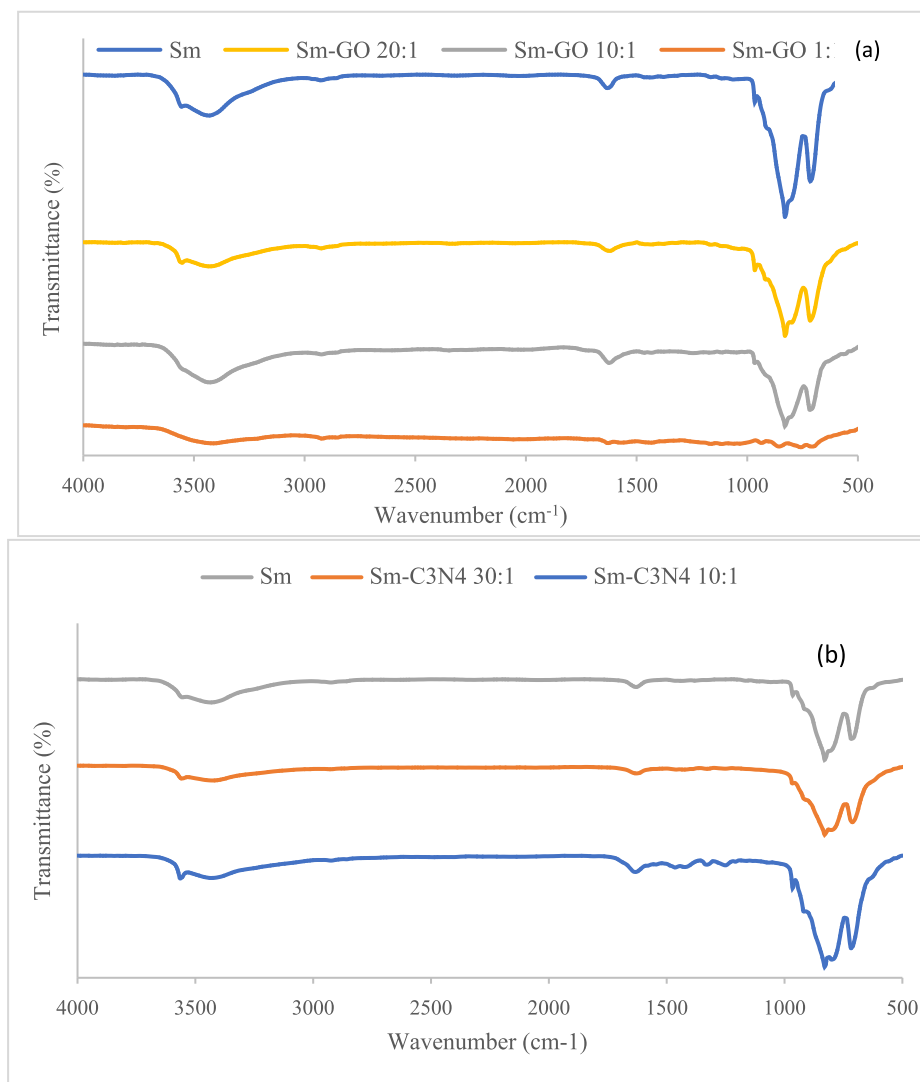 Sm Sm-GO 20:1 Sm-GO 10:1 Sm-GO 1: (a)
Transmittance (%)
4000 3500 3000 2500 2000 1500 1000 500
Wavenumber (cm-1)
Sm Sm-C3N4 30:1 Sm-C3N4 10:1
(b)
Transmittance (%)
4000 3500 3000 2500 2000 1500 1000 500
Wavenumber (cm-1)